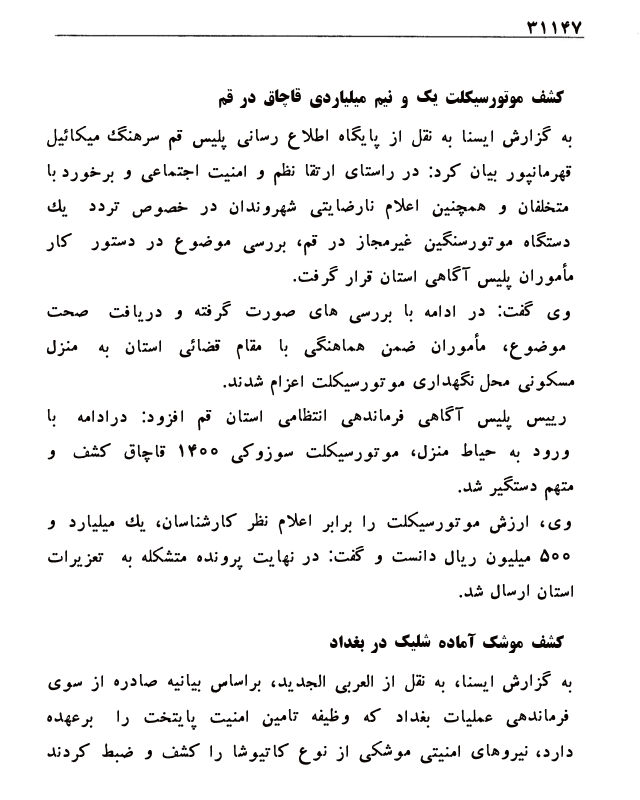 ۳۱۱۴۷
کشف موتورسیکلت یک و نیم میلیاردی قاچاق در قم
به گزارش ایسنا به نقل از پایگاه اطلاع رسانی پلیس قم سرهنگ میکائیل
قهرمانپور بیان کرد: در راستای ارتقا نظم و امنیت اجتماعی و برخورد با
متخلفان و همچنین اعلام نارضایتی شهروندان در خصوص تردد یک
دستگاه موتورسنگین غیرمجاز در قم، بررسی موضوع در دستور کار
مأموران پلیس آگاهی استان قرار گرفت.
وی گفت: در ادامه با بررسی های صورت گرفته و دریافت صحت
موضوع، مأموران ضمن هماهنگی با مقام قضائی استان به منزل
مسکونی محل نگهداری موتورسیکلت اعزام شدند.
رییس پلیس آگاهی فرماندهی انتظامی استان قم افزود: درادامه با
ورود به حیاط منزل، موتورسیکلت سوزوکی ۱۴۰۰ قاچاق کشف و
متهم دستگیر شد.
وی، ارزش موتورسیکلت را برابر اعلام نظر کارشناسان، یک میلیارد و
۵۰۰ میلیون ریال دانست و گفت: در نهایت پرونده متشکله به تعزیرات
استان ارسال شد.
کشف موشک آماده شلیک در بغداد
به گزارش ایسنا، به نقل از العربی الجدید، براساس بیانیه صادره از سوی
فرماندهی عملیات بغداد که وظیفه تامین امنیت پایتخت را برعهده
دارد، نیروهای امنیتی موشکی از نوع کاتیوشا را کشف و ضبط کردند